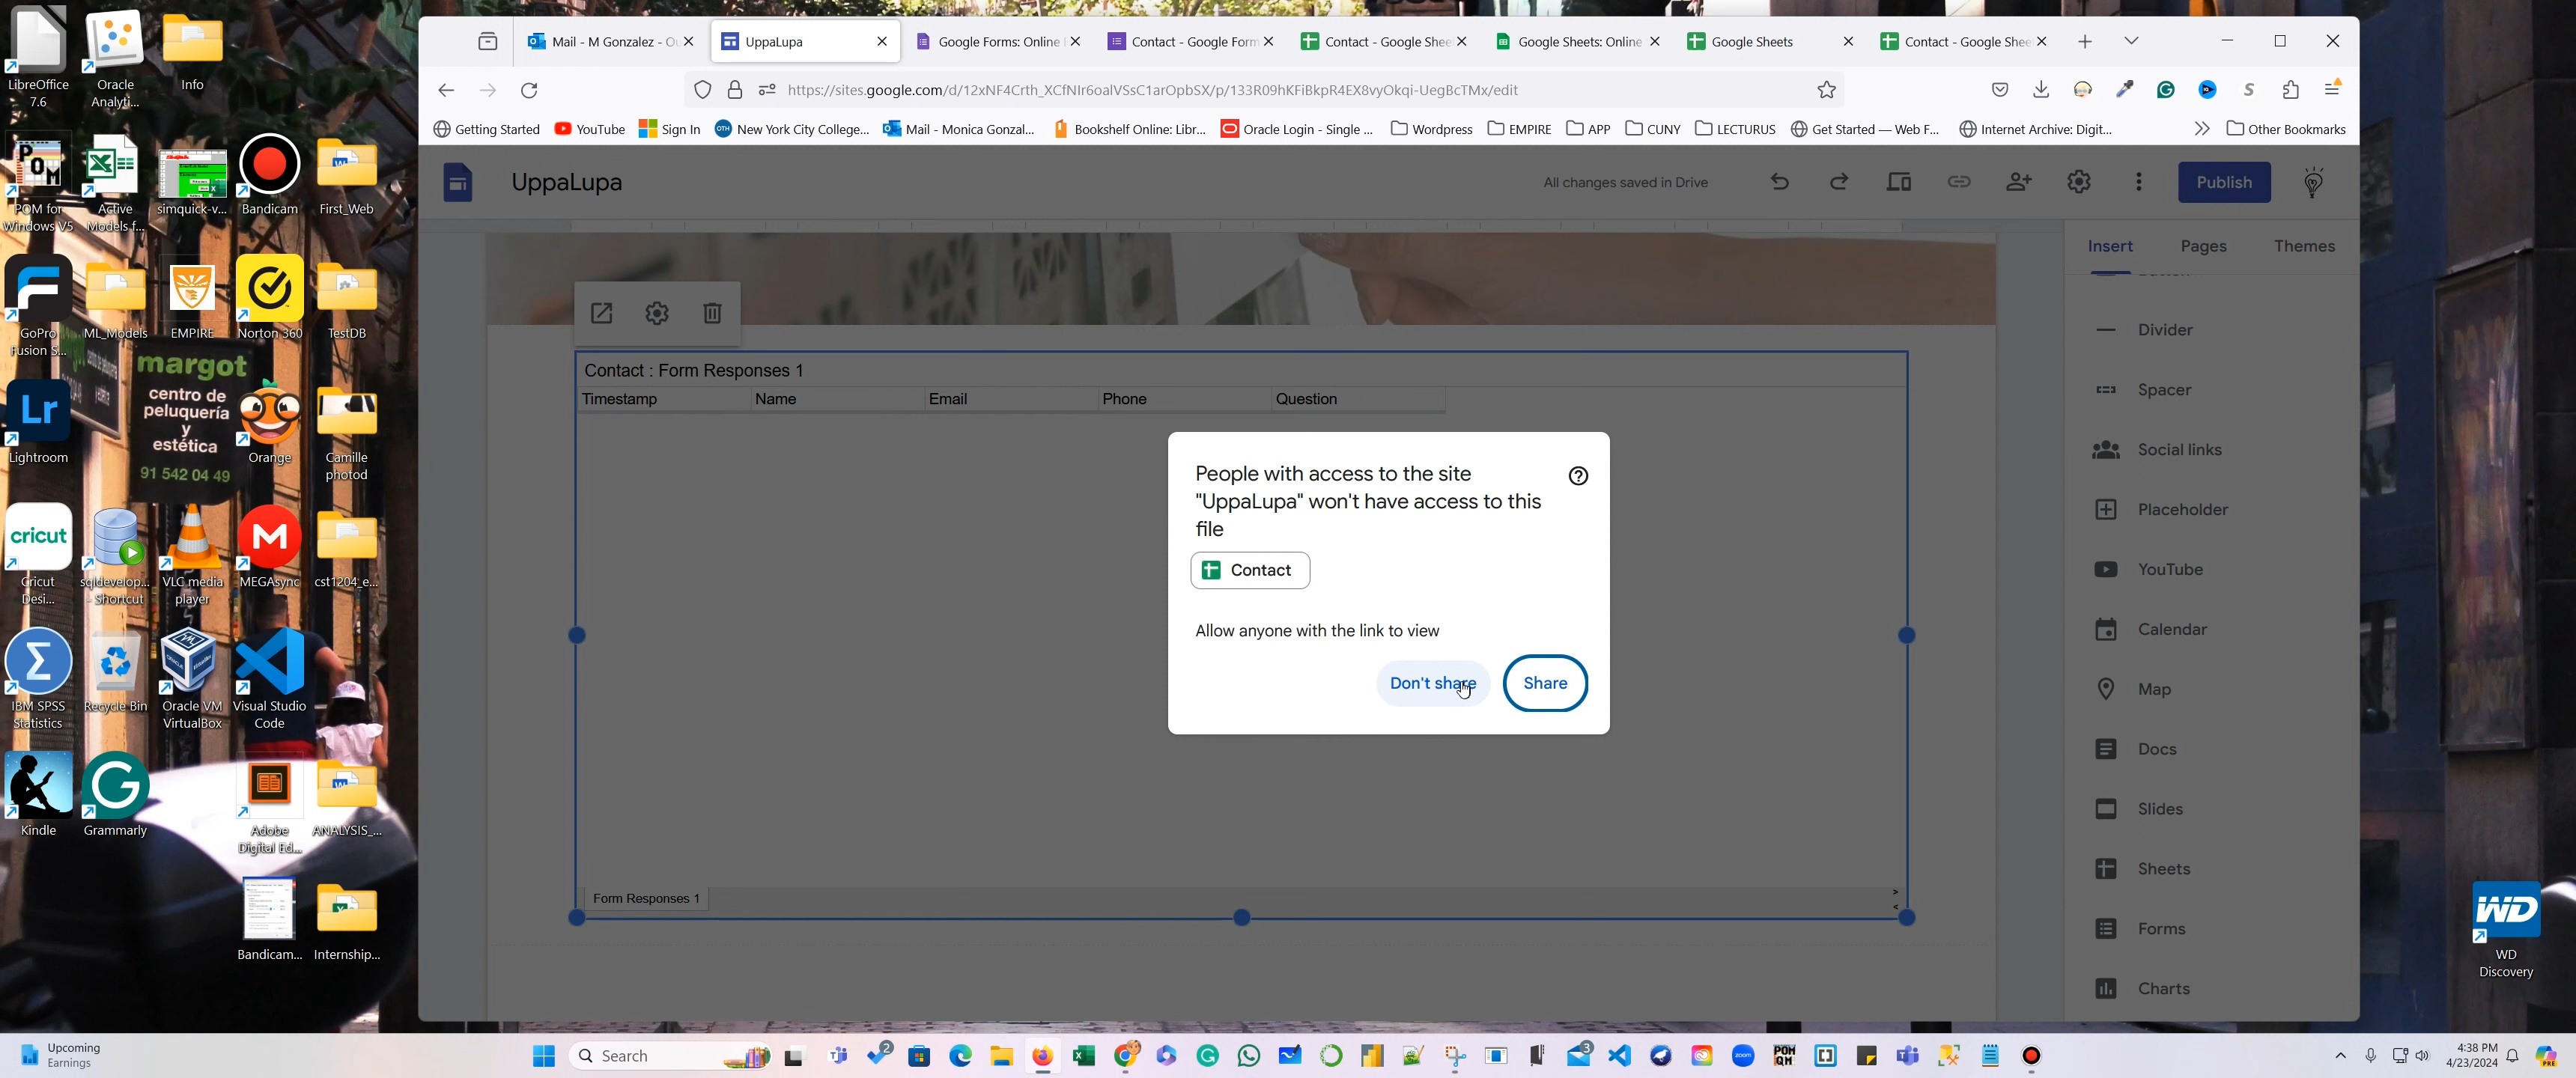 LibreOffice
7.6
Oracle
Analyti...
Info
Mail - M Gonzalez - Ou
UppaLupa
Google Forms: Online F
Contact - Google Form
Contact - Google Shee
Google Sheets: Online
Google Sheets
Contact - Google Shee
https://sites.google.com/d/12xNF4Crth_XCfNIr6oalVSsC1arOpbSX/p/133R09hKFiBkpR4EX8vyOkqi-UegBcTMx/edit
Getting Started
YouTube
Sign In
New York City College...
Mail - Monica Gonzal...
Bookshelf Online: Libr...
Oracle Login - Single ...
Wordpress
EMPIRE
APP
CUNY
LECTURUS
Get Started — Web F...
Internet Archive: Digit...
Other Bookmarks
POM for
Windows V5
Active
Models f...
simquick-v...
Bandicam
First_Web
UppaLupa
All changes saved in Drive
Publish
Insert
Pages
Themes
GoPro
Fusion S...
ML_Models
EMPIRE
Norton 360
TestDB
margot
centro de
peluquería
y
estética
91 542 04 49
Lr
Lightroom
Orange
Camille
photod
Contact : Form Responses 1
Timestamp
Name
Email
Phone
Question
Divider
Spacer
Social links
Placeholder
YouTube
Calendar
Map
Docs
Slides
Sheets
Forms
Charts
People with access to the site
"UppaLupa" won't have access to this
file
Contact
Allow anyone with the link to view
Don't share
Share
cricut
Cricut
Desi...
sqldevelop...
- Shortcut
VLC media
player
MEGAsync
cst1204_e...
IBM SPSS
Statistics
Recycle Bin
Oracle VM
VirtualBox
Visual Studio
Code
Kindle
Grammarly
Adobe
Digital Ed...
ANALYSIS_...
Form Responses 1
Bandicam...
Internship...
WD
WD
Discovery
Upcoming
Earnings
Search
2
3
zoom
4:38 PM
4/23/2024